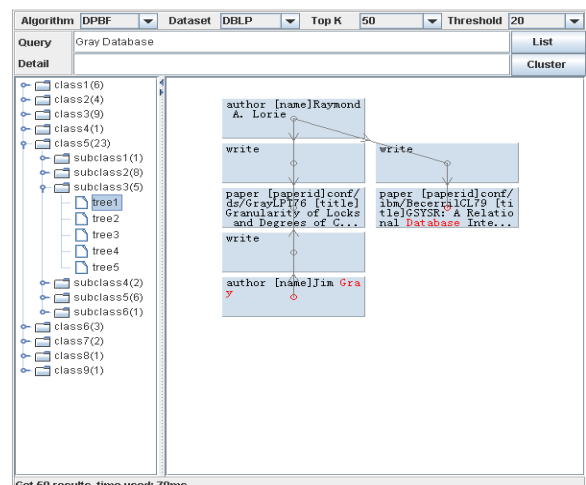 Algorithm DPBF Dataset DBLP Top K 50 Threshold 20
Query Gray Database List
Detail Cluster
class1(6)
class2(4)
class3(9)
class4(1)
class5(23)
subclass1(1)
subclass2(8)
subclass3(5)
tree1
tree2
tree3
tree4
tree5
subclass4(2)
subclass5(6)
subclass6(1)
class6(3)
class7(2)
class8(1)
class9(1)
author [name]Raymond
A. Lorie
write
write
paper [paperid]conf/
ds/GrayLPT76 [title]
Granularity of Locks
and Degrees of C...
paper [paperid]conf/
ibm/BecerrilCL79 [ti
tle]GSYSR: A Relatio
nal Database Inte...
write
author [name]Jim Gra
y
results, time used: